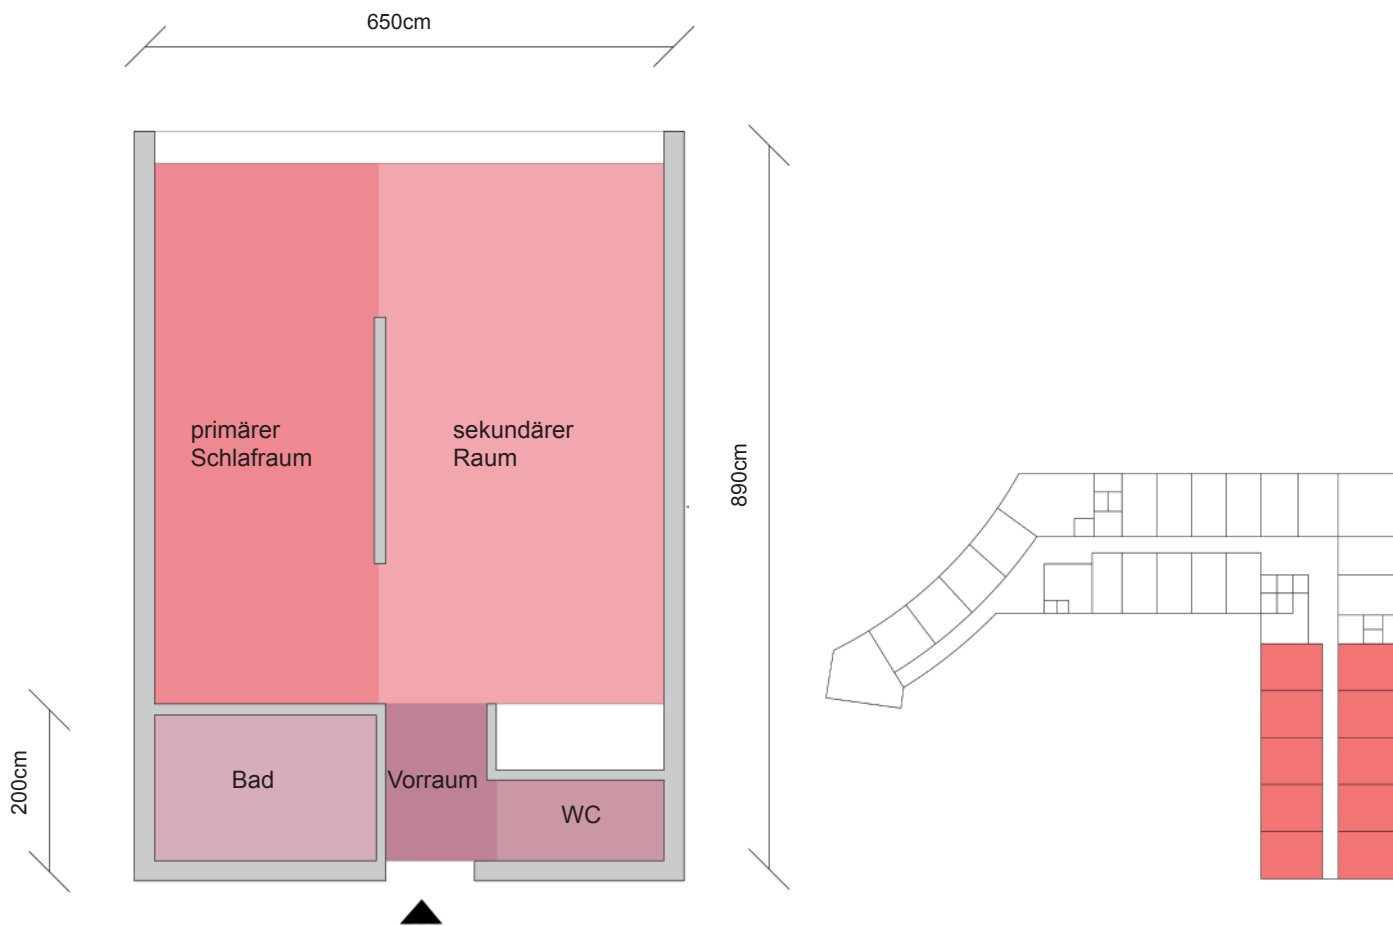 650cm
primärer
Schlafraum
sekundärer
Raum
890cm
200cm
Bad
Vorraum
WC